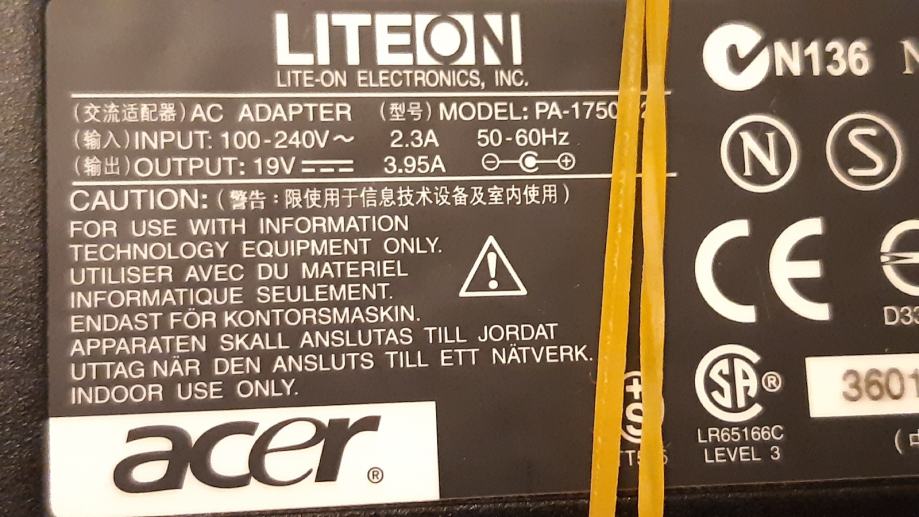 LITEON
LITE-ON ELECTRONICS, INC.
(交流适配器) AC ADAPTER (型号) MODEL: PA-1750
(输入) INPUT: 100-240V～ 2.3A 50-60Hz
(输出) OUTPUT: 19V 3.95A
CAUTION: (警告：限使用于信息技术设备及室内使用)
FOR USE WITH INFORMATION
TECHNOLOGY EQUIPMENT ONLY.
UTILISER AVEC DU MATERIEL
INFORMATIQUE SEULEMENT.
ENDAST FÖR KONTORSMASKIN.
APPARATEN SKALL ANSLUTAS TILL JORDAT
UTTAG NÄR DEN ANSLUTS TILL ETT NÄTVERK.
INDOOR USE ONLY.
acer ®
N136
N S
CE
D33
SA ®
3601
LR65166C
LEVEL 3